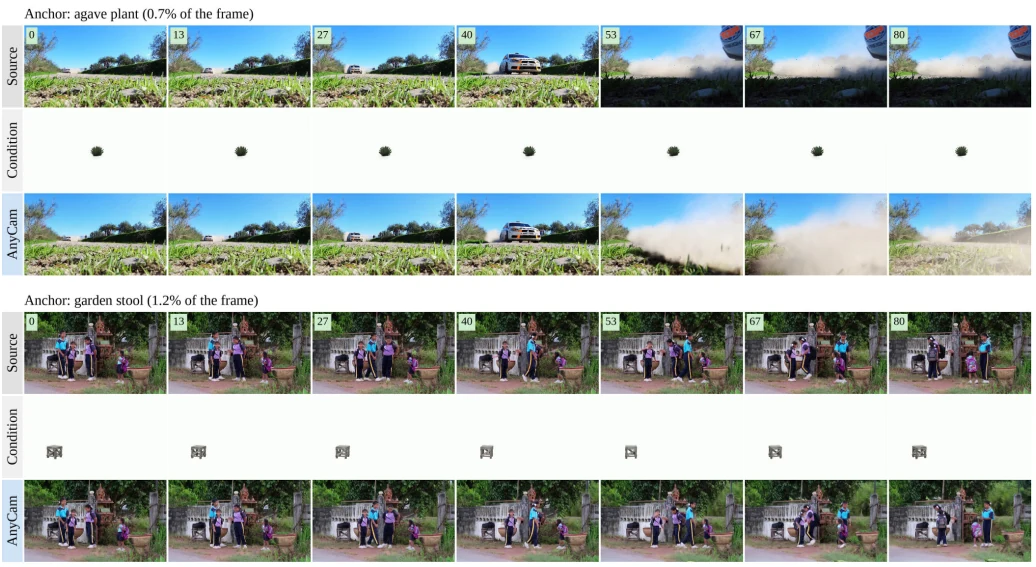 Anchor: agave plant (0.7% of the frame)
Source
0 13 27 40 53 67 80
Condition
AnyCam
Anchor: garden stool (1.2% of the frame)
Source
0 13 27 40 53 67 80
Condition
AnyCam